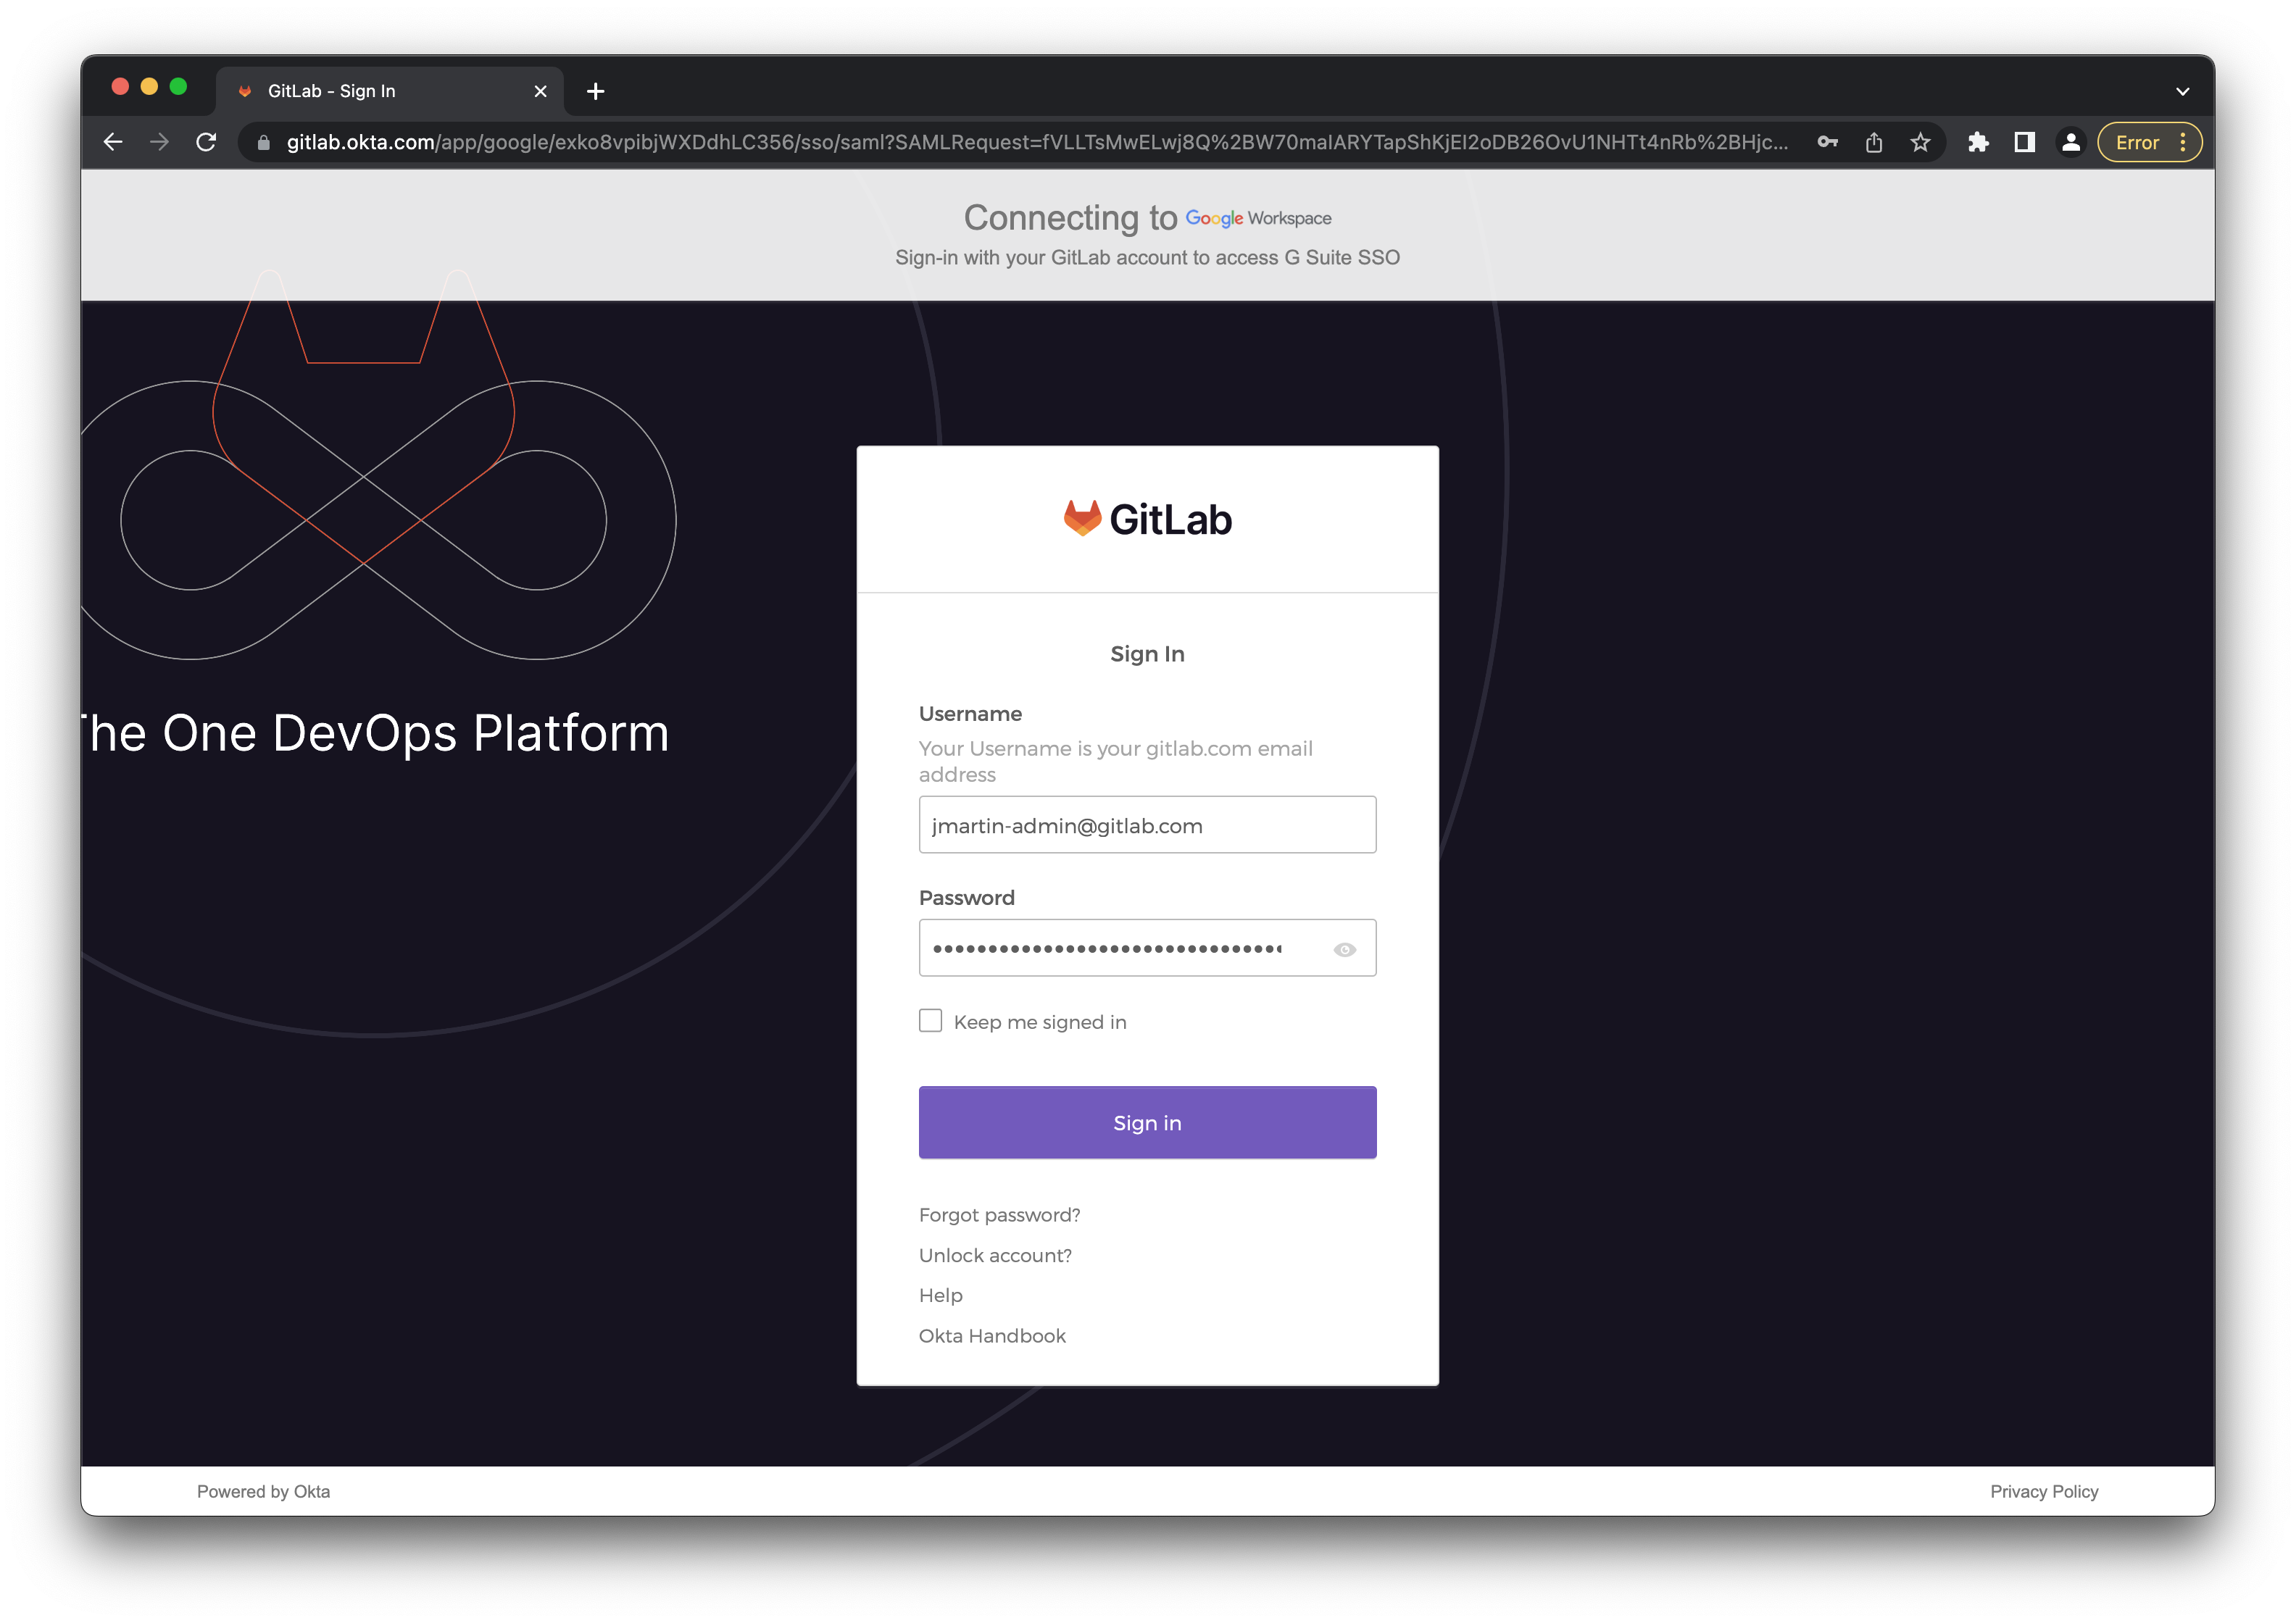 GitLab - Sign In
gitlab.okta.com/app/google/exko8vpibjWXDdhLC356/sso/saml?SAMLRequest=fVLLTsMwELwj8Q%2BW70malARYTapShKjEI2oDB26OvU1NHTt4nRb%2BHjc...
Error
Connecting to Google Workspace
Sign-in with your GitLab account to access G Suite SSO
The One DevOps Platform
GitLab
Sign In
Username
Your Username is your gitlab.com email
address
jmartin-admin@gitlab.com
Password
Keep me signed in
Sign in
Forgot password?
Unlock account?
Help
Okta Handbook
Powered by Okta
Privacy Policy